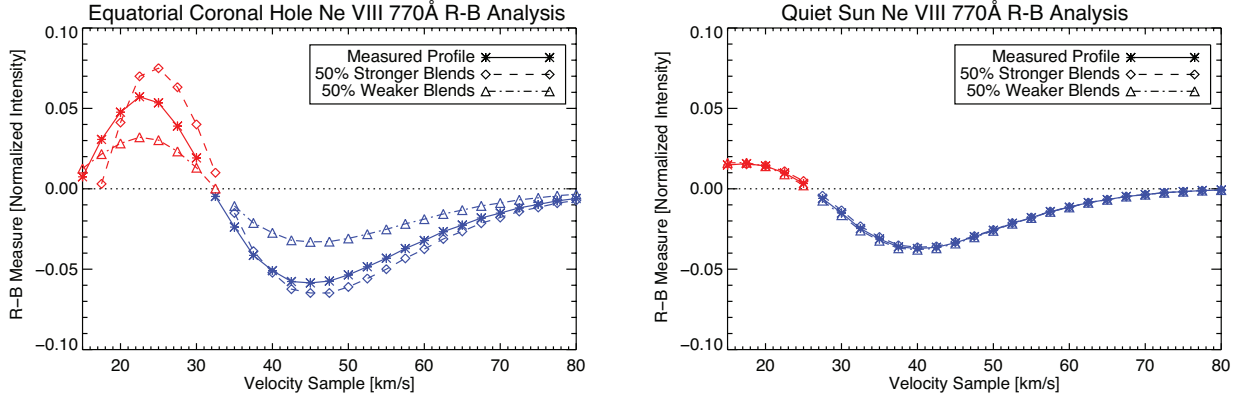 Equatorial Coronal Hole Ne VIII 770Å R-B Analysis
0.10
0.05
0.00
−0.05
−0.10
R−B Measure [Normalized Intensity]
Measured Profile
50% Stronger Blends
50% Weaker Blends
20 30 40 50 60 70 80
Velocity Sample [km/s]
Quiet Sun Ne VIII 770Å R-B Analysis
0.10
0.05
0.00
−0.05
−0.10
R−B Measure [Normalized Intensity]
Measured Profile
50% Stronger Blends
50% Weaker Blends
20 30 40 50 60 70 80
Velocity Sample [km/s]